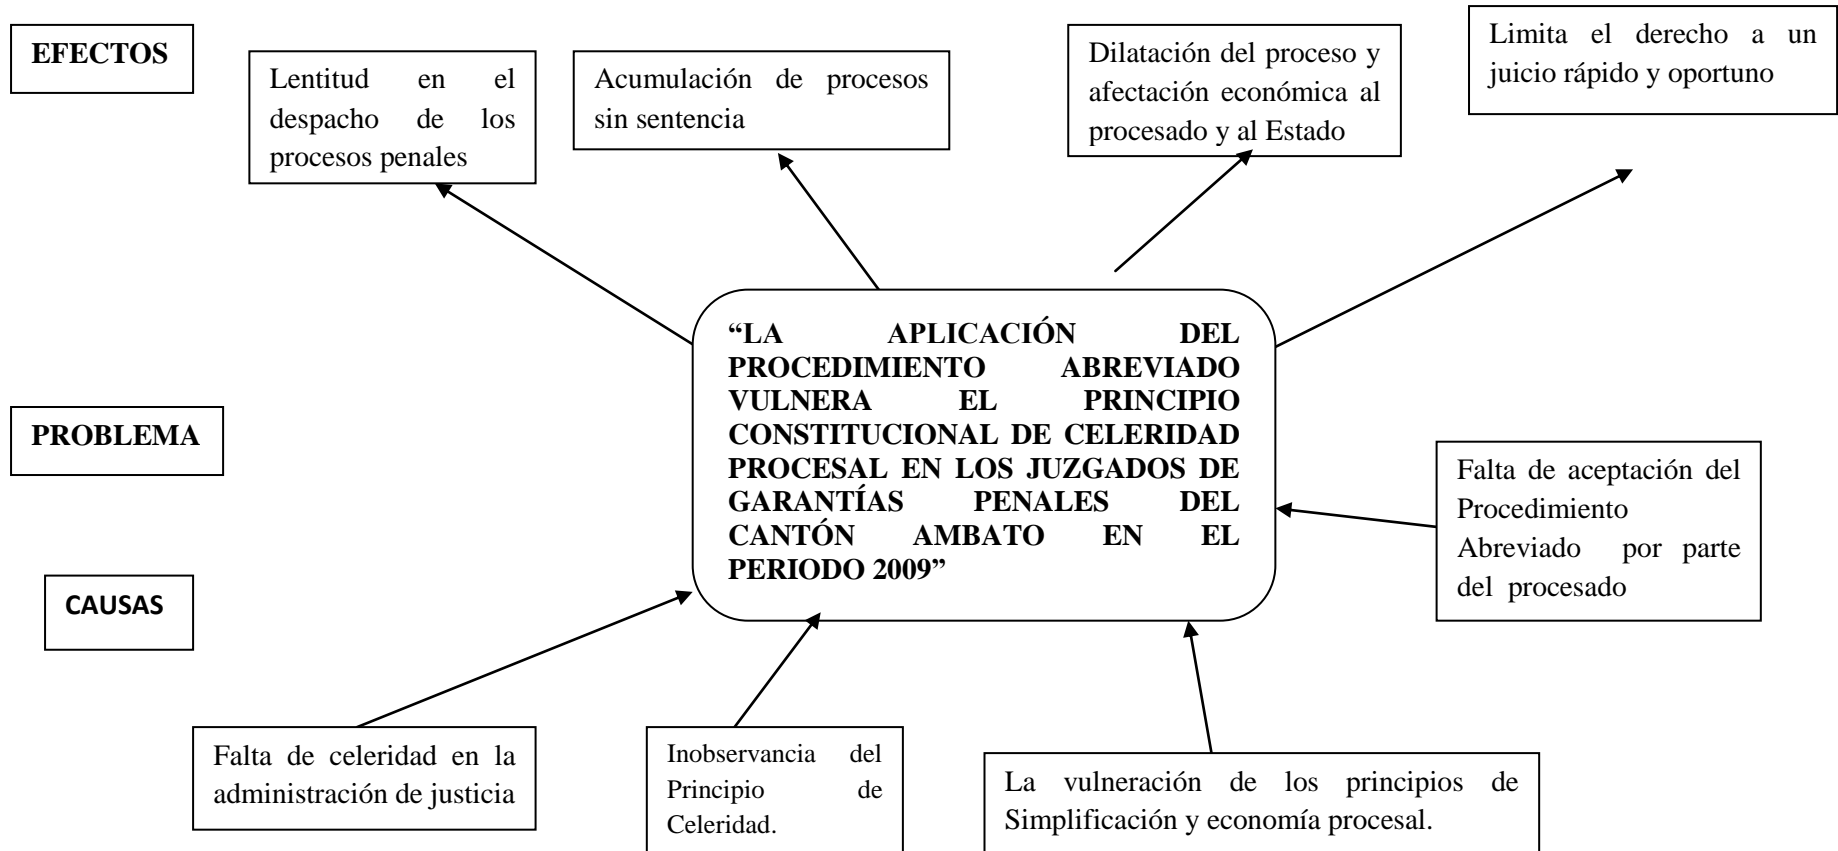 EFECTOS
Lentitud en el
despacho de los
procesos penales
Acumulación de procesos
sin sentencia
Dilatación del proceso y
afectación económica al
procesado y al Estado
Limita el derecho a un
juicio rápido y oportuno
PROBLEMA
“LA APLICACIÓN DEL
PROCEDIMIENTO ABREVIADO
VULNERA EL PRINCIPIO
CONSTITUCIONAL DE CELERIDAD
PROCESAL EN LOS JUZGADOS DE
GARANTÍAS PENALES DEL
CANTÓN AMBATO EN EL
PERIODO 2009”
Falta de aceptación del
Procedimiento
Abreviado por parte
del procesado
CAUSAS
Falta de celeridad en la
administración de justicia
Inobservancia del
Principio de
Celeridad.
La vulneración de los principios de
Simplificación y economía procesal.